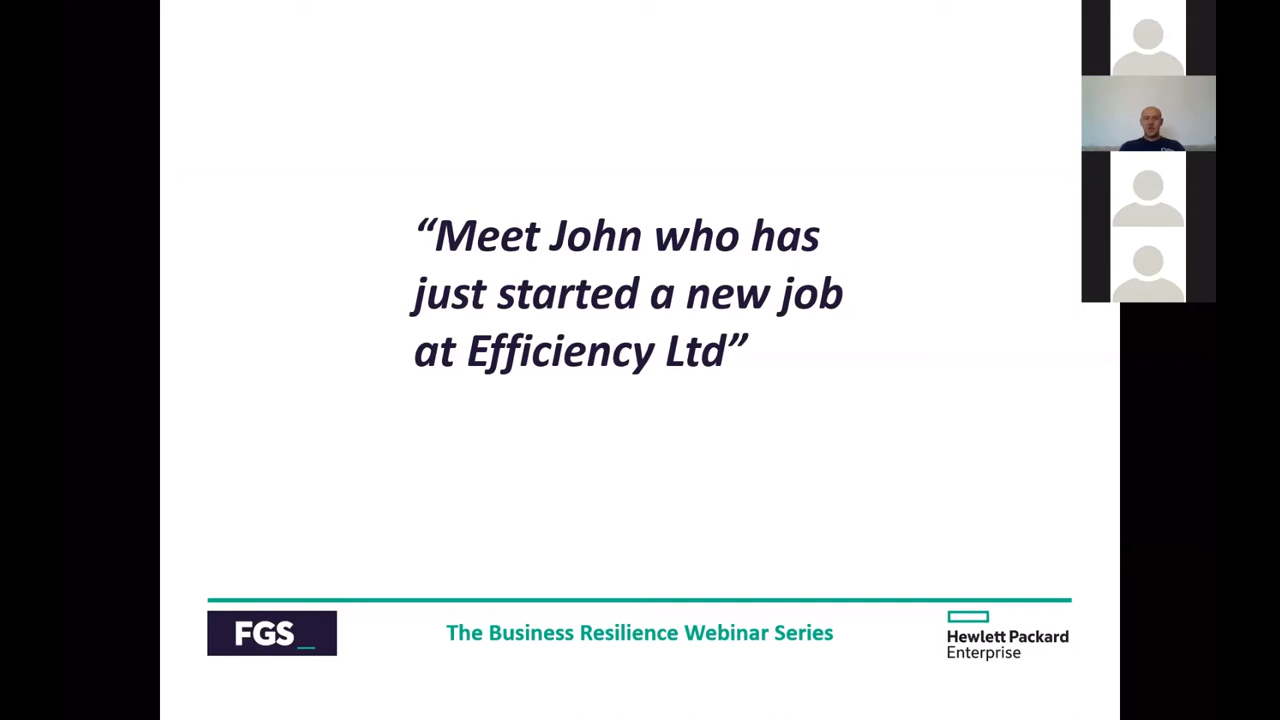 “Meet John who has
just started a new job
at Efficiency Ltd”
FGS_
The Business Resilience Webinar Series
Hewlett Packard
Enterprise